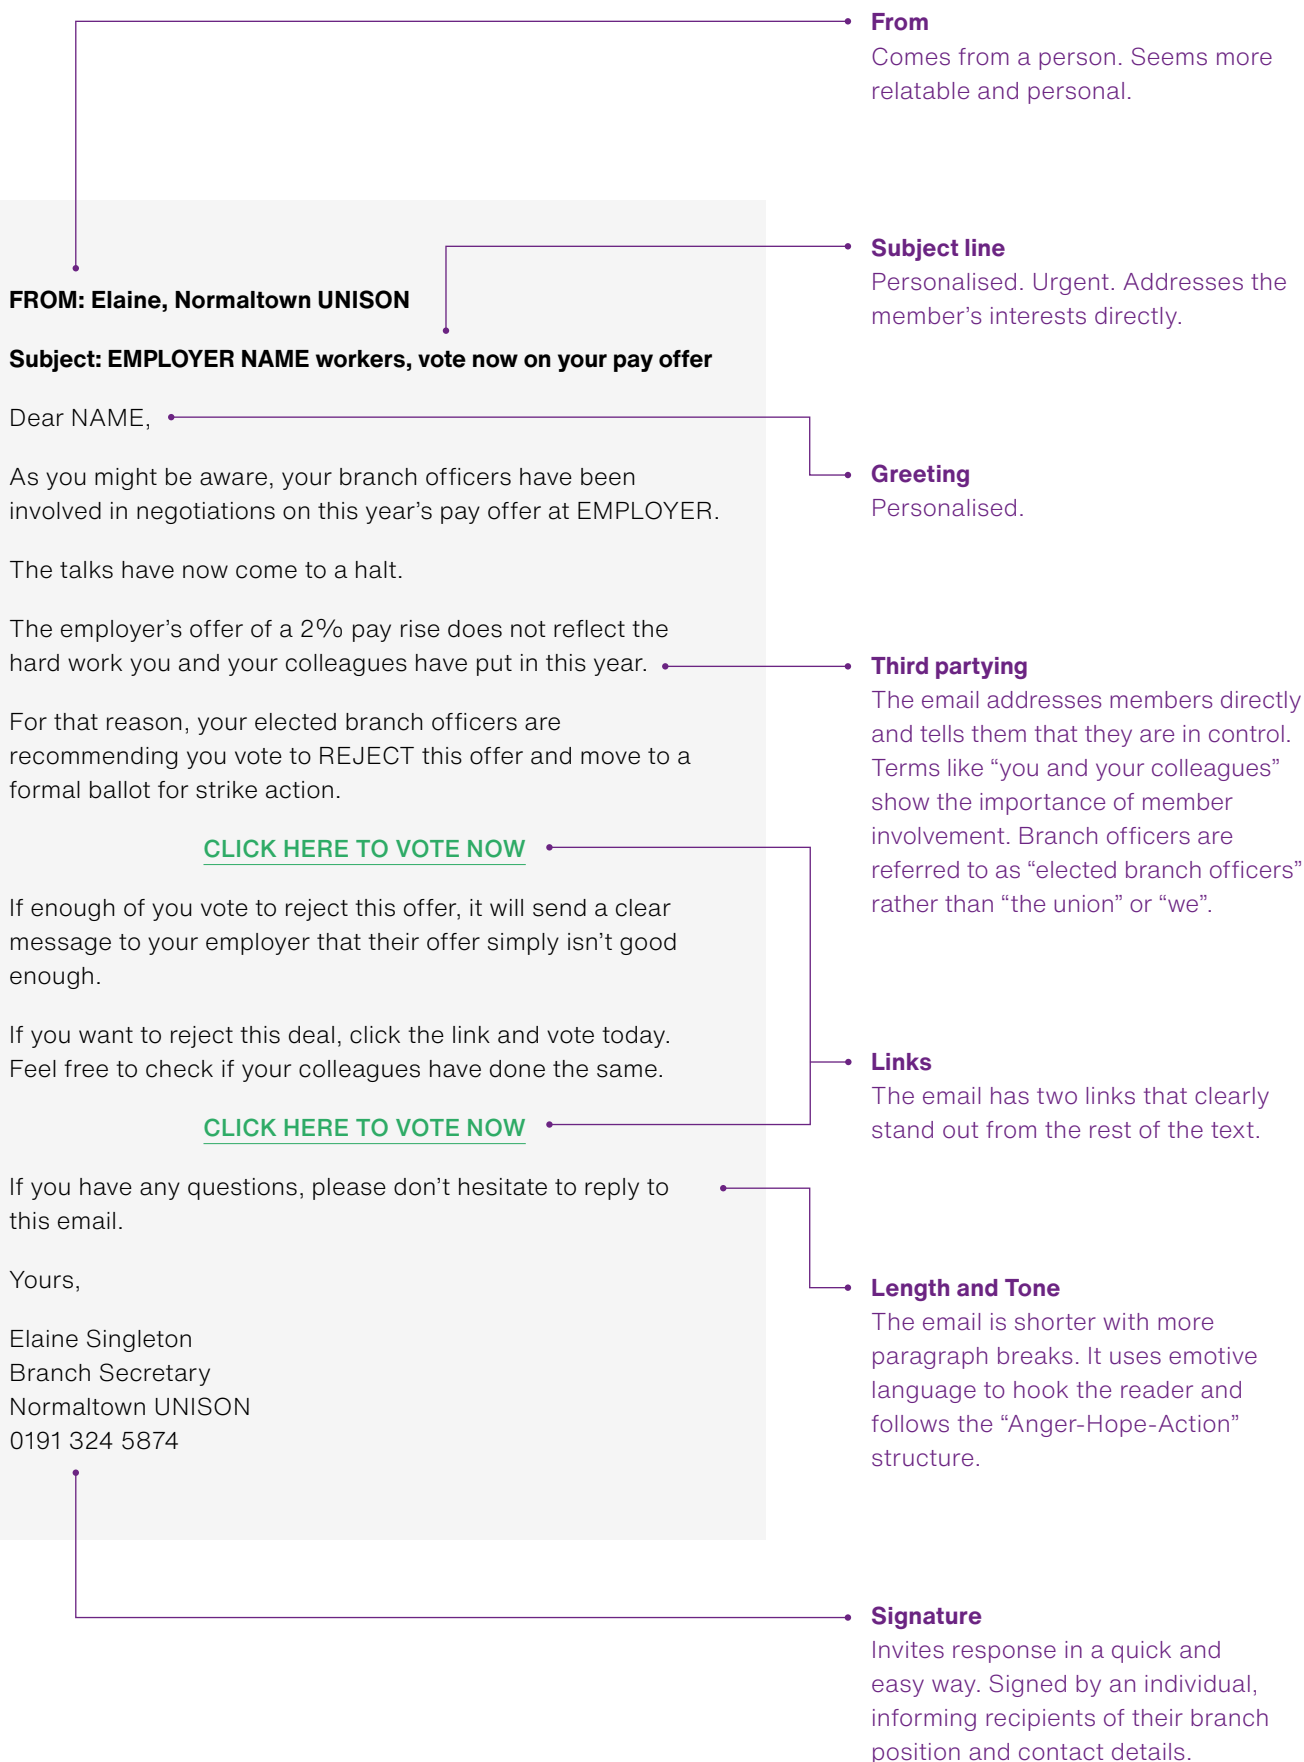 From
Comes from a person. Seems more
relatable and personal.
FROM: Elaine, Normaltown UNISON
Subject: EMPLOYER NAME workers, vote now on your pay offer
Dear NAME,
As you might be aware, your branch officers have been
involved in negotiations on this year’s pay offer at EMPLOYER.
The talks have now come to a halt.
The employer’s offer of a 2% pay rise does not reflect the
hard work you and your colleagues have put in this year.
For that reason, your elected branch officers are
recommending you vote to REJECT this offer and move to a
formal ballot for strike action.
CLICK HERE TO VOTE NOW
If enough of you vote to reject this offer, it will send a clear
message to your employer that their offer simply isn’t good
enough.
If you want to reject this deal, click the link and vote today.
Feel free to check if your colleagues have done the same.
CLICK HERE TO VOTE NOW
If you have any questions, please don’t hesitate to reply to
this email.
Yours,
Elaine Singleton
Branch Secretary
Normaltown UNISON
0191 324 5874
Subject line
Personalised. Urgent. Addresses the
member’s interests directly.
Greeting
Personalised.
Third partying
The email addresses members directly
and tells them that they are in control.
Terms like “you and your colleagues”
show the importance of member
involvement. Branch officers are
referred to as “elected branch officers”
rather than “the union” or “we”.
Links
The email has two links that clearly
stand out from the rest of the text.
Length and Tone
The email is shorter with more
paragraph breaks. It uses emotive
language to hook the reader and
follows the “Anger-Hope-Action”
structure.
Signature
Invites response in a quick and
easy way. Signed by an individual,
informing recipients of their branch
position and contact details.